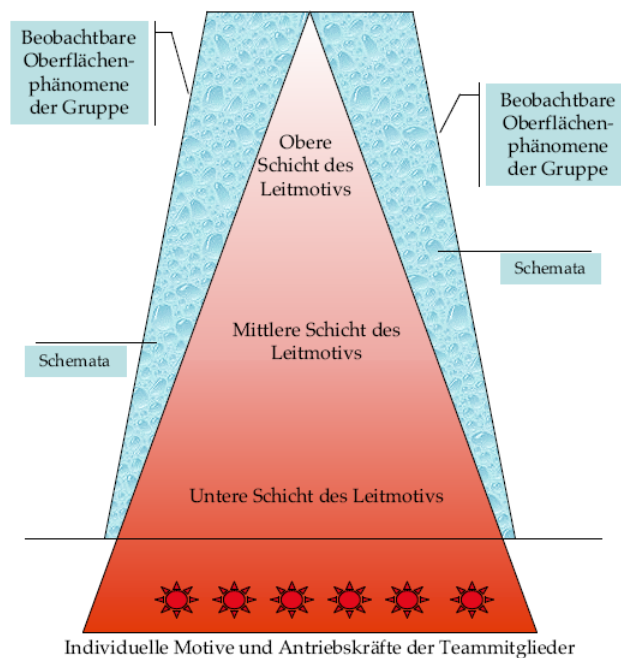 Beobachtbare
Oberflächen-
phänomene
der Gruppe
Beobachtbare
Oberflächen-
phänomene
der Gruppe
Obere
Schicht des
Leitmotivs
Schemata
Mittlere Schicht des
Leitmotivs
Schemata
Untere Schicht des Leitmotivs
Individuelle Motive und Antriebskräfte der Teammitglieder